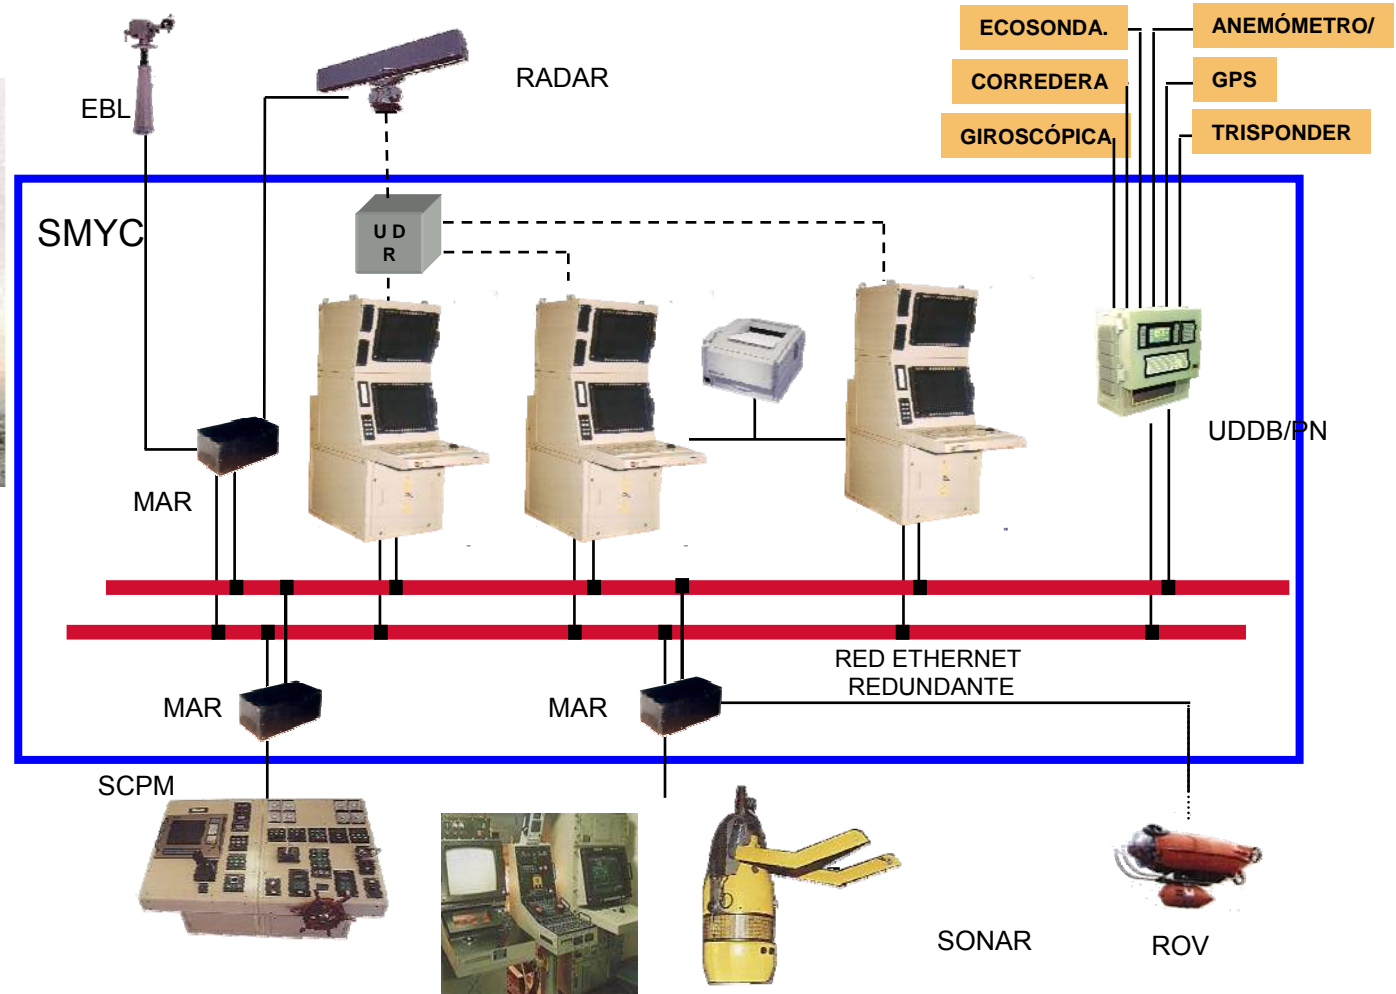 ECOSONDA.
ANEMÓMETRO/
RADAR
CORREDERA
GPS
EBL
GIROSCÓPICA
TRISPONDER
SMYC
U D
R
UDDB/PN
MAR
RED ETHERNET
REDUNDANTE
MAR
MAR
SCPM
SONAR
ROV